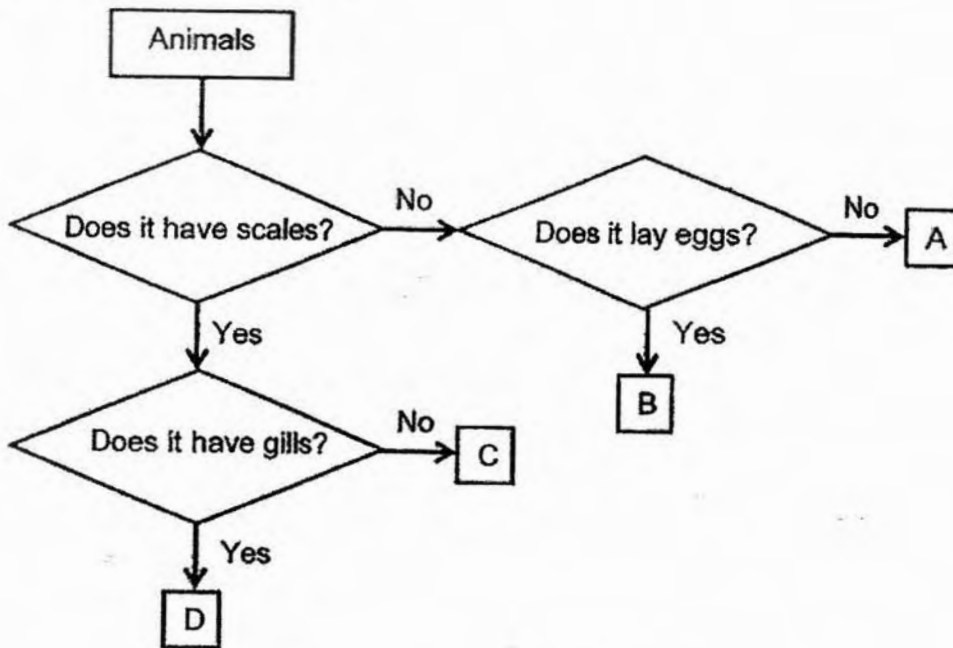 Animals
Does it have scales?
No
Does it lay eggs?
No
A
Yes
Yes
B
Does it have gills?
No
C
Yes
D